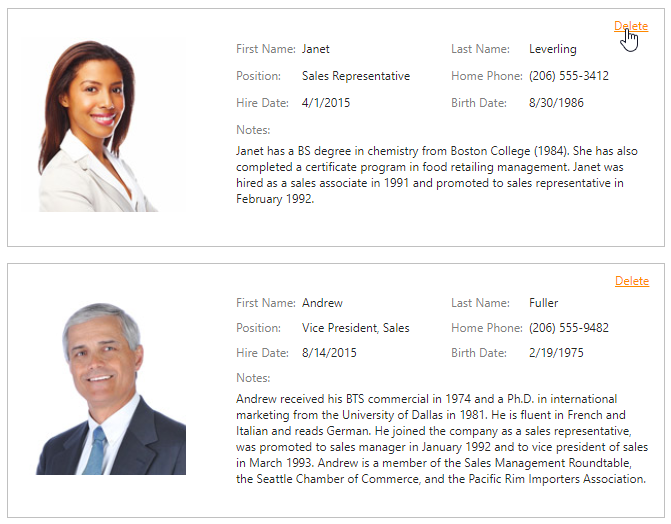 Delete
First Name: Janet Last Name: Leverling
Position: Sales Representative Home Phone: (206) 555-3412
Hire Date: 4/1/2015 Birth Date: 8/30/1986
Notes:
Janet has a BS degree in chemistry from Boston College (1984). She has also
completed a certificate program in food retailing management. Janet was
hired as a sales associate in 1991 and promoted to sales representative in
February 1992.
Delete
First Name: Andrew Last Name: Fuller
Position: Vice President, Sales Home Phone: (206) 555-9482
Hire Date: 8/14/2015 Birth Date: 2/19/1975
Notes:
Andrew received his BTS commercial in 1974 and a Ph.D. in international
marketing from the University of Dallas in 1981. He is fluent in French and
Italian and reads German. He joined the company as a sales representative,
was promoted to sales manager in January 1992 and to vice president of sales
in March 1993. Andrew is a member of the Sales Management Roundtable,
the Seattle Chamber of Commerce, and the Pacific Rim Importers Association.